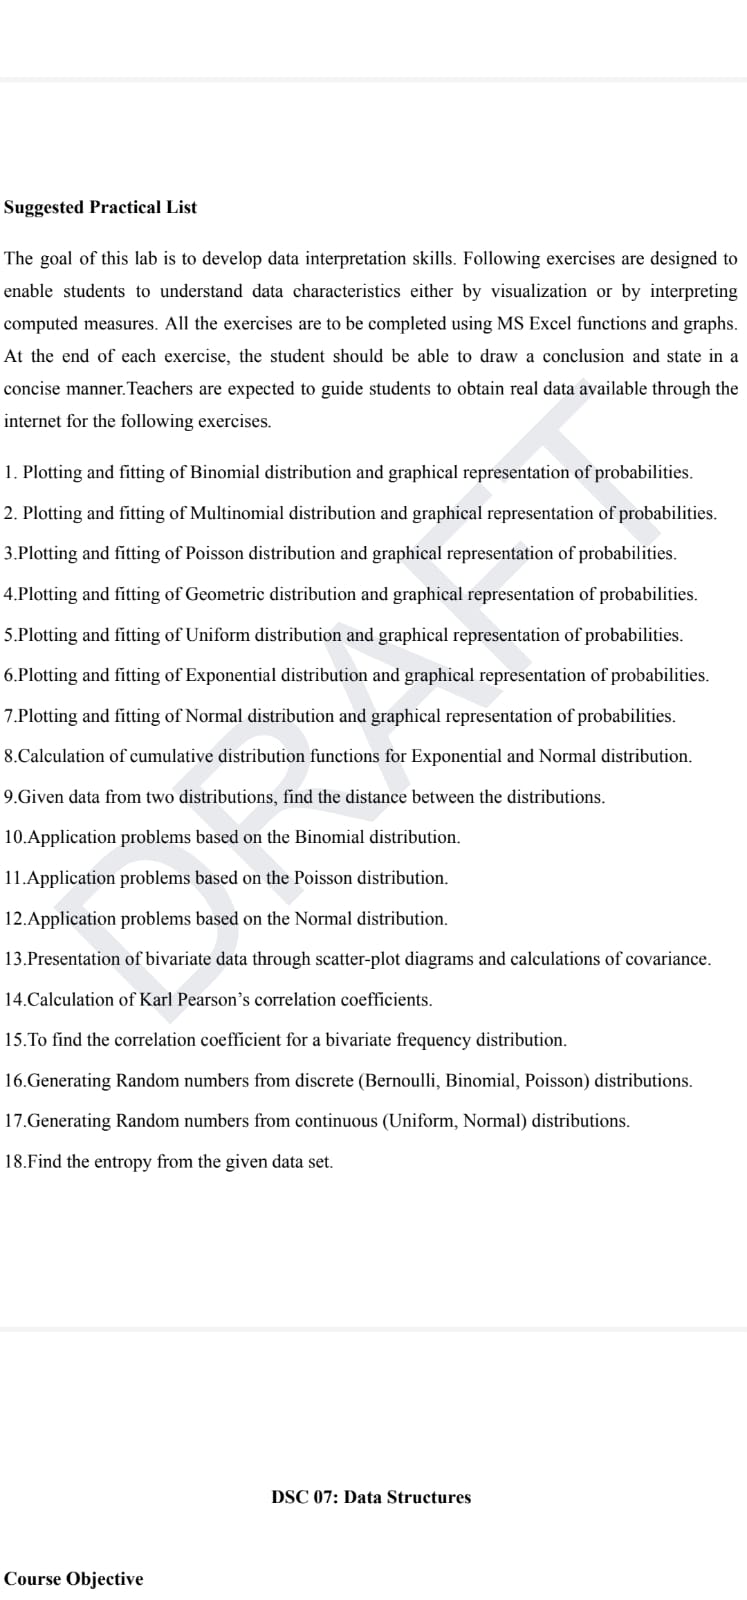 Suggested Practical List
The goal of this lab is to develop data interpretation skills. Following exercises are designed to
enable students to understand data characteristics either by visualization or by interpreting
computed measures. All the exercises are to be completed using MS Excel functions and graphs.
At the end of each exercise, the student should be able to draw a conclusion and state in a
concise manner.Teachers are expected to guide students to obtain real data available through the
internet for the following exercises.
1. Plotting and fitting of Binomial distribution and graphical representation of probabilities.
2. Plotting and fitting of Multinomial distribution and graphical representation of probabilities.
3.Plotting and fitting of Poisson distribution and graphical representation of probabilities.
4.Plotting and fitting of Geometric distribution and graphical representation of probabilities.
5.Plotting and fitting of Uniform distribution and graphical representation of probabilities.
6.Plotting and fitting of Exponential distribution and graphical representation of probabilities.
7.Plotting and fitting of Normal distribution and graphical representation of probabilities.
8.Calculation of cumulative distribution functions for Exponential and Normal distribution.
9.Given data from two distributions, find the distance between the distributions.
10.Application problems based on the Binomial distribution.
11.Application problems based on the Poisson distribution.
12.Application problems based on the Normal distribution.
13.Presentation of bivariate data through scatter-plot diagrams and calculations of covariance.
14.Calculation of Karl Pearson’s correlation coefficients.
15.To find the correlation coefficient for a bivariate frequency distribution.
16.Generating Random numbers from discrete (Bernoulli, Binomial, Poisson) distributions.
17.Generating Random numbers from continuous (Uniform, Normal) distributions.
18.Find the entropy from the given data set.
DRAFT
DSC 07: Data Structures
Course Objective